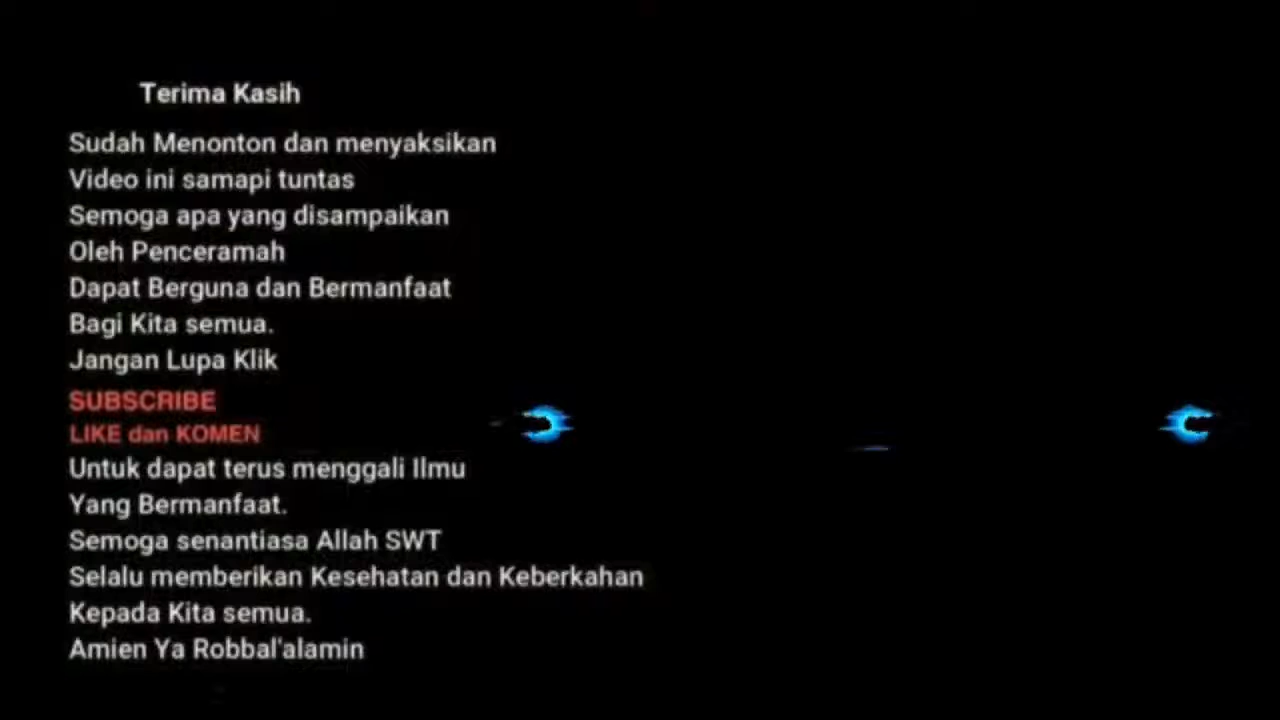 Terima Kasih
Sudah Menonton dan menyaksikan
Video ini samapi tuntas
Semoga apa yang disampaikan
Oleh Penceramah
Dapat Berguna dan Bermanfaat
Bagi Kita semua.
Jangan Lupa Klik
SUBSCRIBE
LIKE dan KOMEN
Untuk dapat terus menggali Ilmu
Yang Bermanfaat.
Semoga senantiasa Allah SWT
Selalu memberikan Kesehatan dan Keberkahan
Kepada Kita semua.
Amien Ya Robbal'alamin